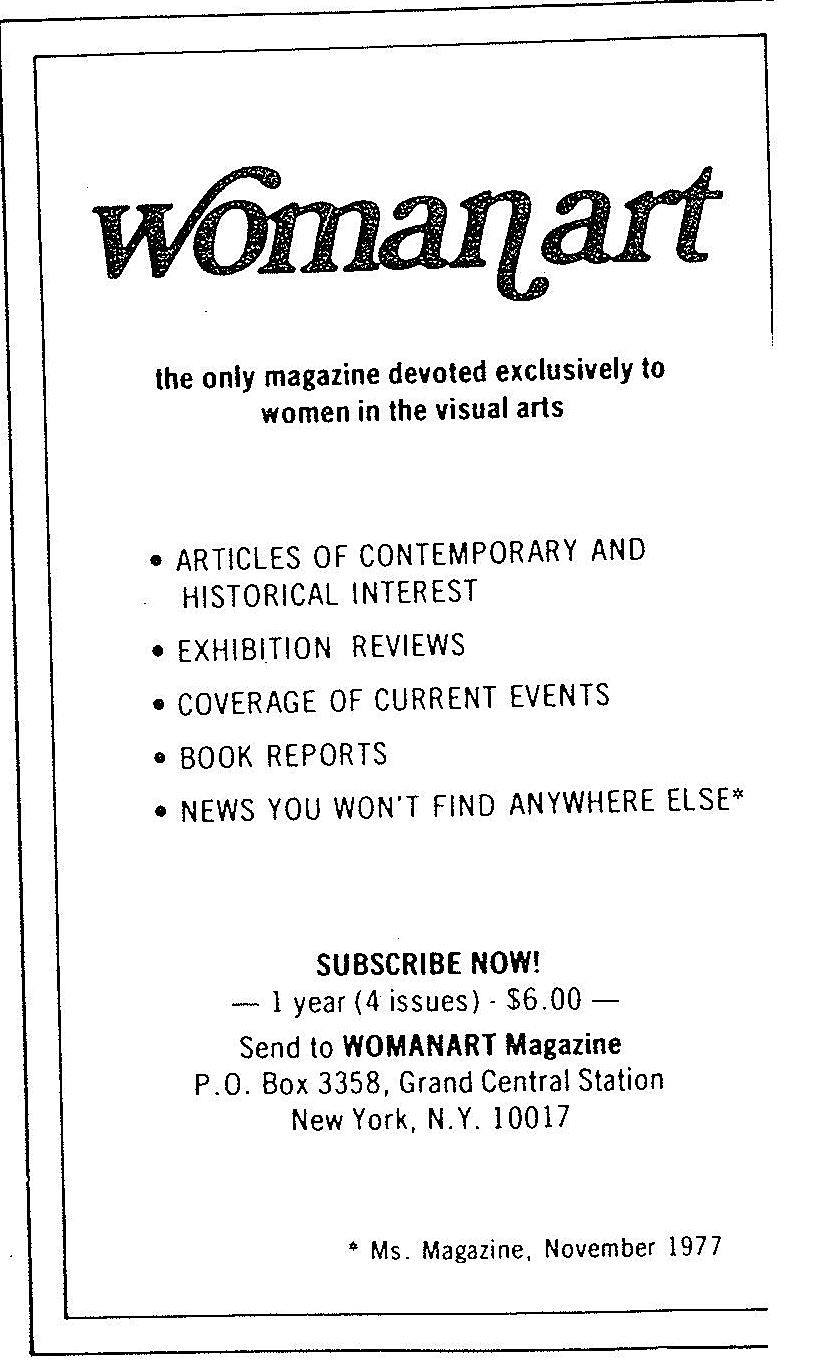 womanart
the only magazine devoted exclusively to
women in the visual arts
• ARTICLES OF CONTEMPORARY AND
HISTORICAL INTEREST
• EXHIBITION REVIEWS
• COVERAGE OF CURRENT EVENTS
• BOOK REPORTS
• NEWS YOU WON'T FIND ANYWHERE ELSE*
SUBSCRIBE NOW!
— 1 year (4 issues) - $6.00 —
Send to WOMANART Magazine
P.O. Box 3358, Grand Central Station
New York, N.Y. 10017
* Ms. Magazine, November 1977